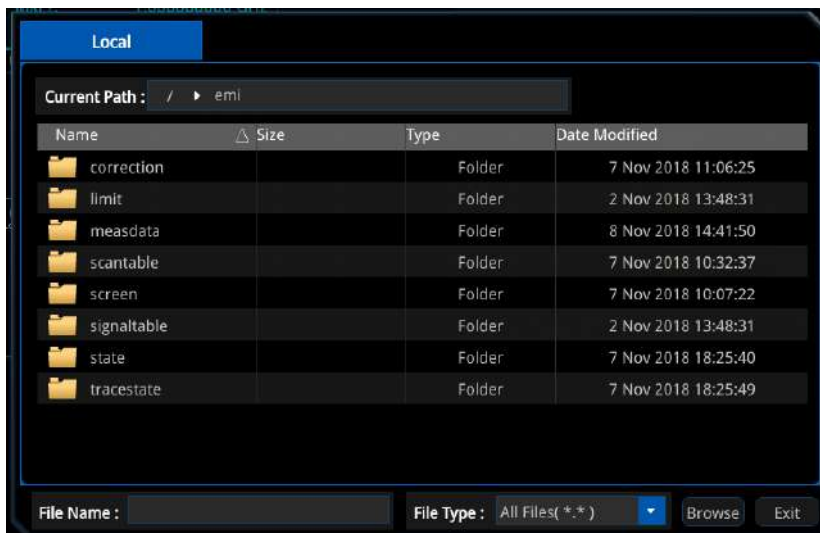 Local
Current Path : / emi
Name Size Type Date Modified
correction Folder 7 Nov 2018 11:06:25
limit Folder 2 Nov 2018 13:48:31
measdata Folder 8 Nov 2018 14:41:50
scantable Folder 7 Nov 2018 10:32:37
screen Folder 7 Nov 2018 10:07:22
signaltable Folder 2 Nov 2018 13:48:31
state Folder 7 Nov 2018 18:25:40
tracestate Folder 7 Nov 2018 18:25:49
File Name : File Type : All Files( *.* ) Browse Exit